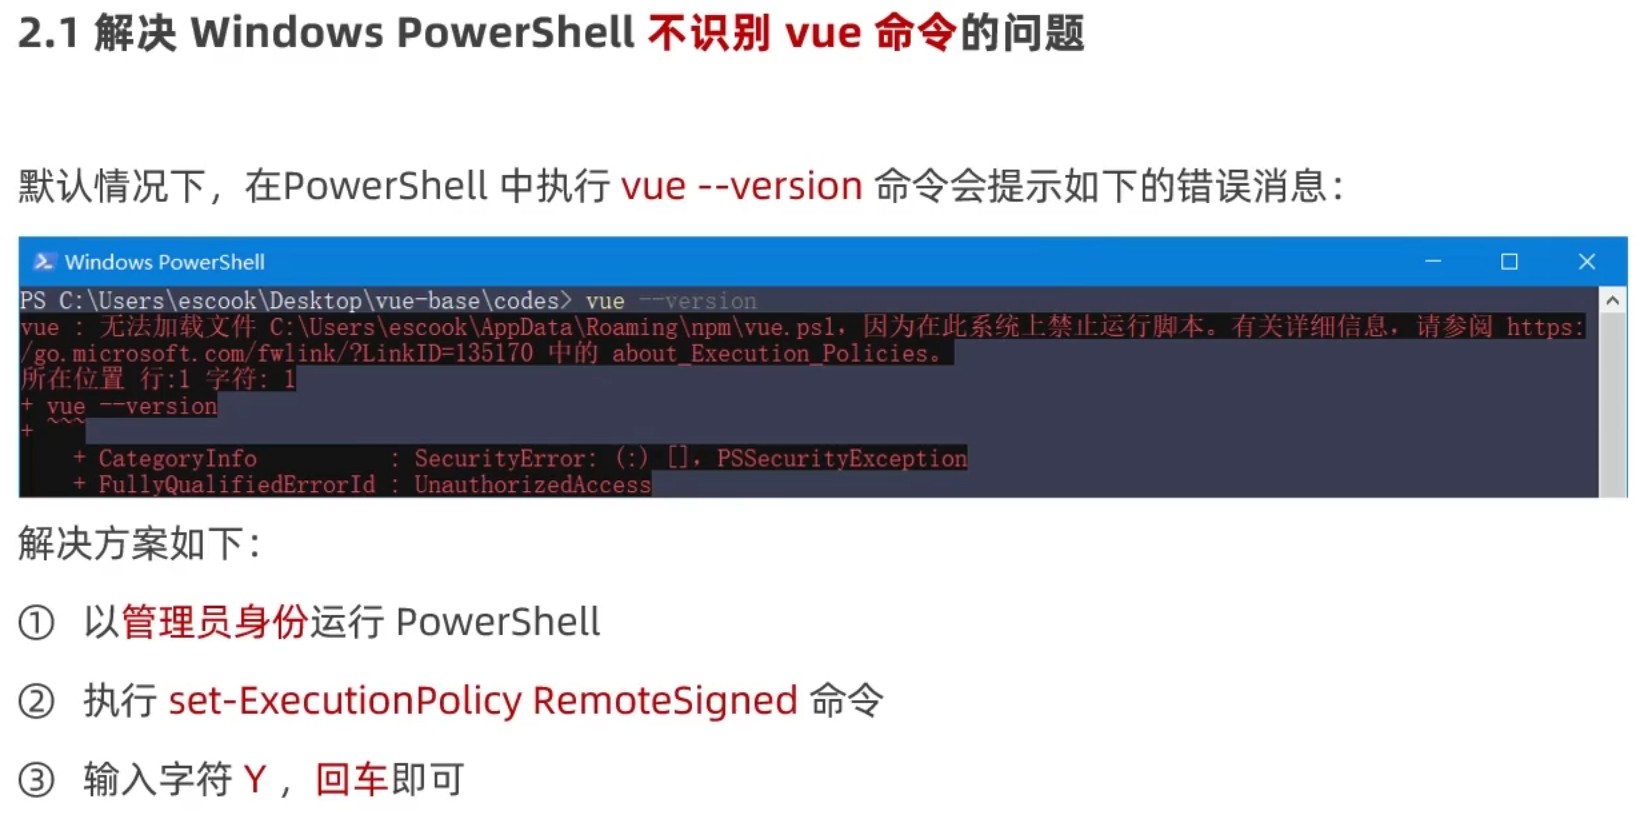 2.1 解决 Windows PowerShell 不识别 vue 命令的问题
默认情况下，在PowerShell 中执行 vue --version 命令会提示如下的错误消息：
Windows PowerShell
PS C:\Users\escook\Desktop\vue-base\codes> vue --version
vue : 无法加载文件 C:\Users\escook\AppData\Roaming\npm\vue.ps1，因为在此系统上禁止运行脚本。有关详细信息，请参阅 https:
/go.microsoft.com/fwlink/?LinkID=135170 中的 about_Execution_Policies。
所在位置 行:1 字符: 1
+ vue --version
+ ~~~
+ CategoryInfo : SecurityError: (:) []，PSSecurityException
+ FullyQualifiedErrorId : UnauthorizedAccess
解决方案如下：
① 以管理员身份运行 PowerShell
② 执行 set-ExecutionPolicy RemoteSigned 命令
③ 输入字符 Y ，回车即可